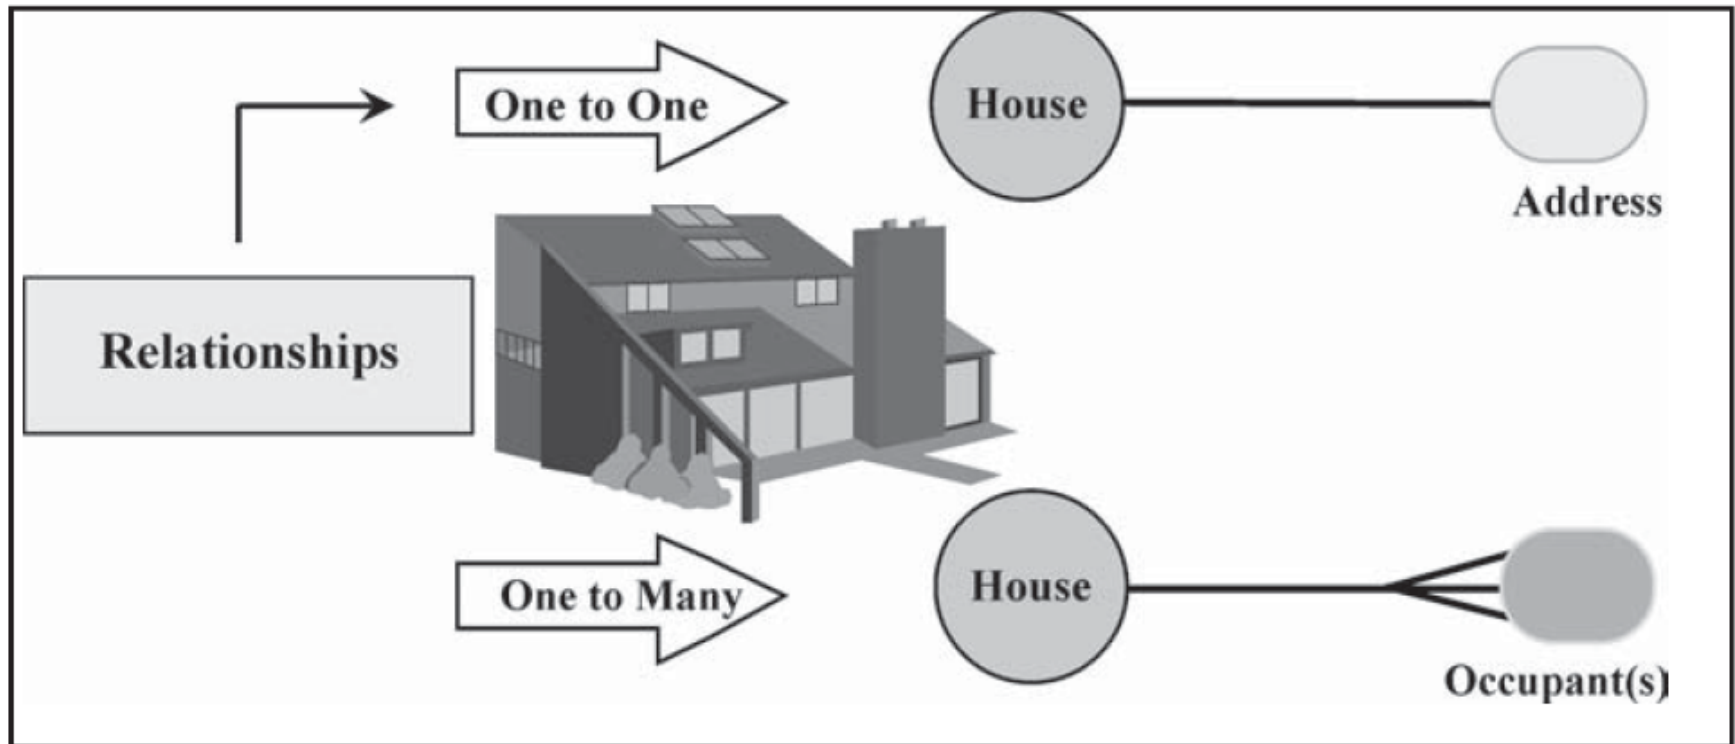 One to One
House
Address
Relationships
One to Many
House
Occupant(s)